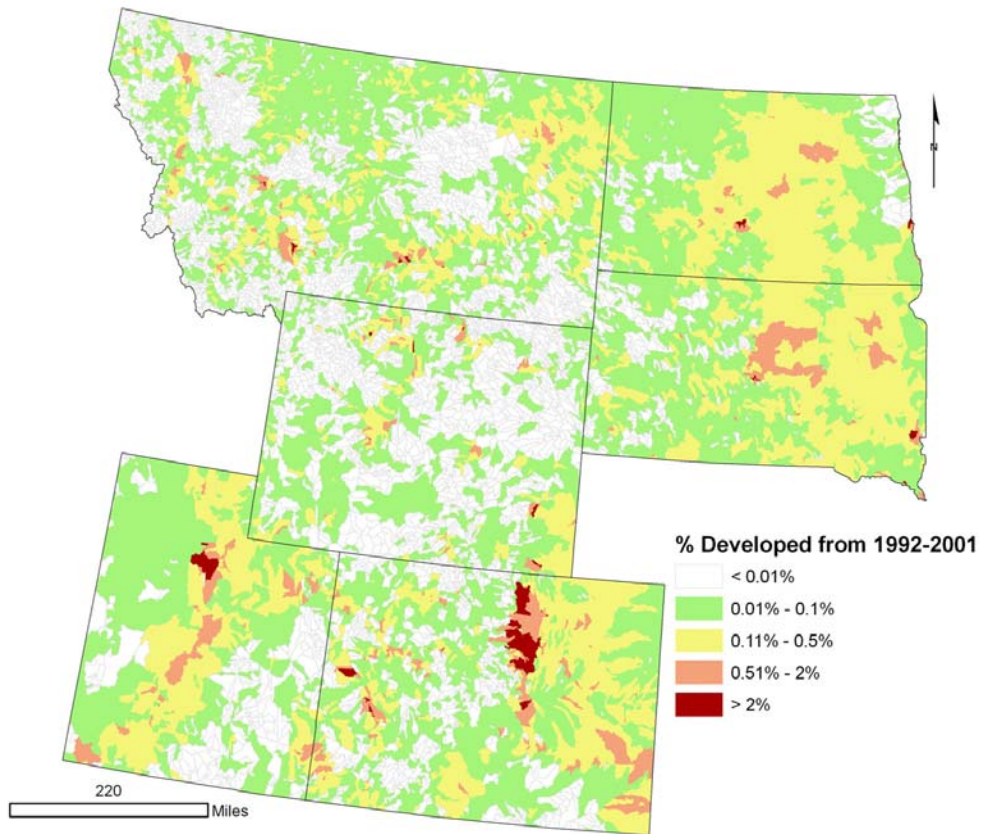 N
% Developed from 1992-2001
< 0.01%
0.01% - 0.1%
0.11% - 0.5%
0.51% - 2%
> 2%
220
Miles